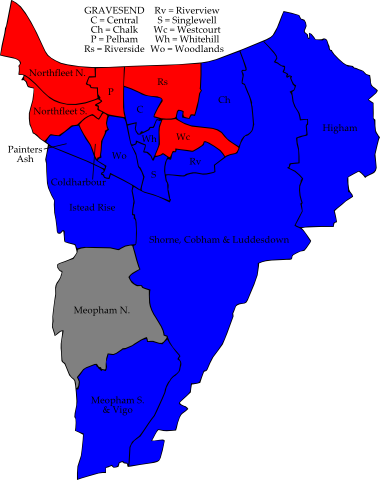 GRAVESEND Rv = Riverview
C = Central S = Singlewell
Ch = Chalk Wc = Westcourt
P = Pelham Wh = Whitehill
Rs = Riverside Wo = Woodlands
Northfleet N.
Rs
P
Ch
Northfleet S.
C
Higham
Wh
Wc
Painters
Ash
Wo
Rv
S
Coldharbour
Istead Rise
Shorne, Cobham & Luddesdown
Meopham N.
Meopham S.
& Vigo